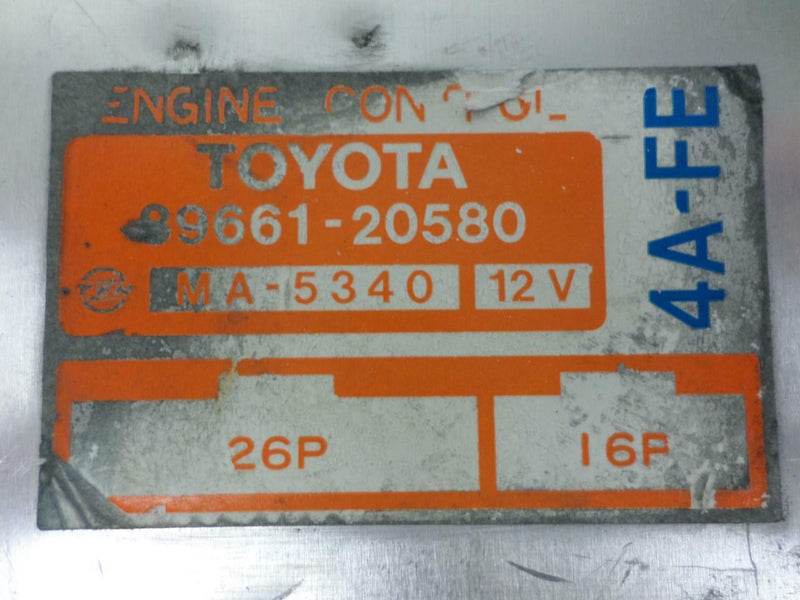 ENGINE CONTROL
TOYOTA
89661-20580
MA-5340 12V
4A-FE
26P 16P